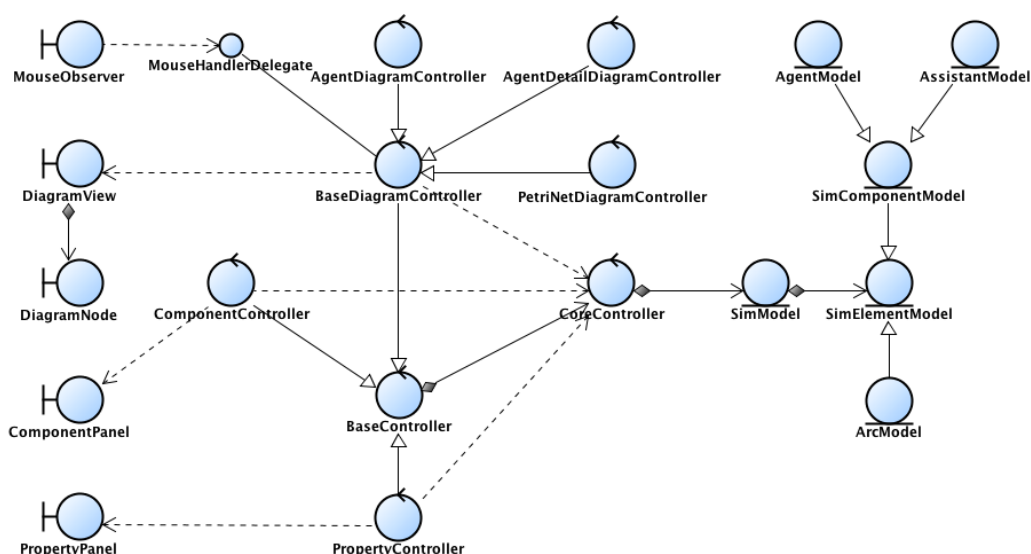 MouseObserver
MouseHandlerDelegate
AgentDiagramController
AgentDetailDiagramController
AgentModel
AssistantModel
DiagramView
BaseDiagramController
PetriNetDiagramController
SimComponentModel
DiagramNode
ComponentController
CoreController
SimModel
SimElementModel
ComponentPanel
BaseController
ArcModel
PropertyPanel
PropertyController